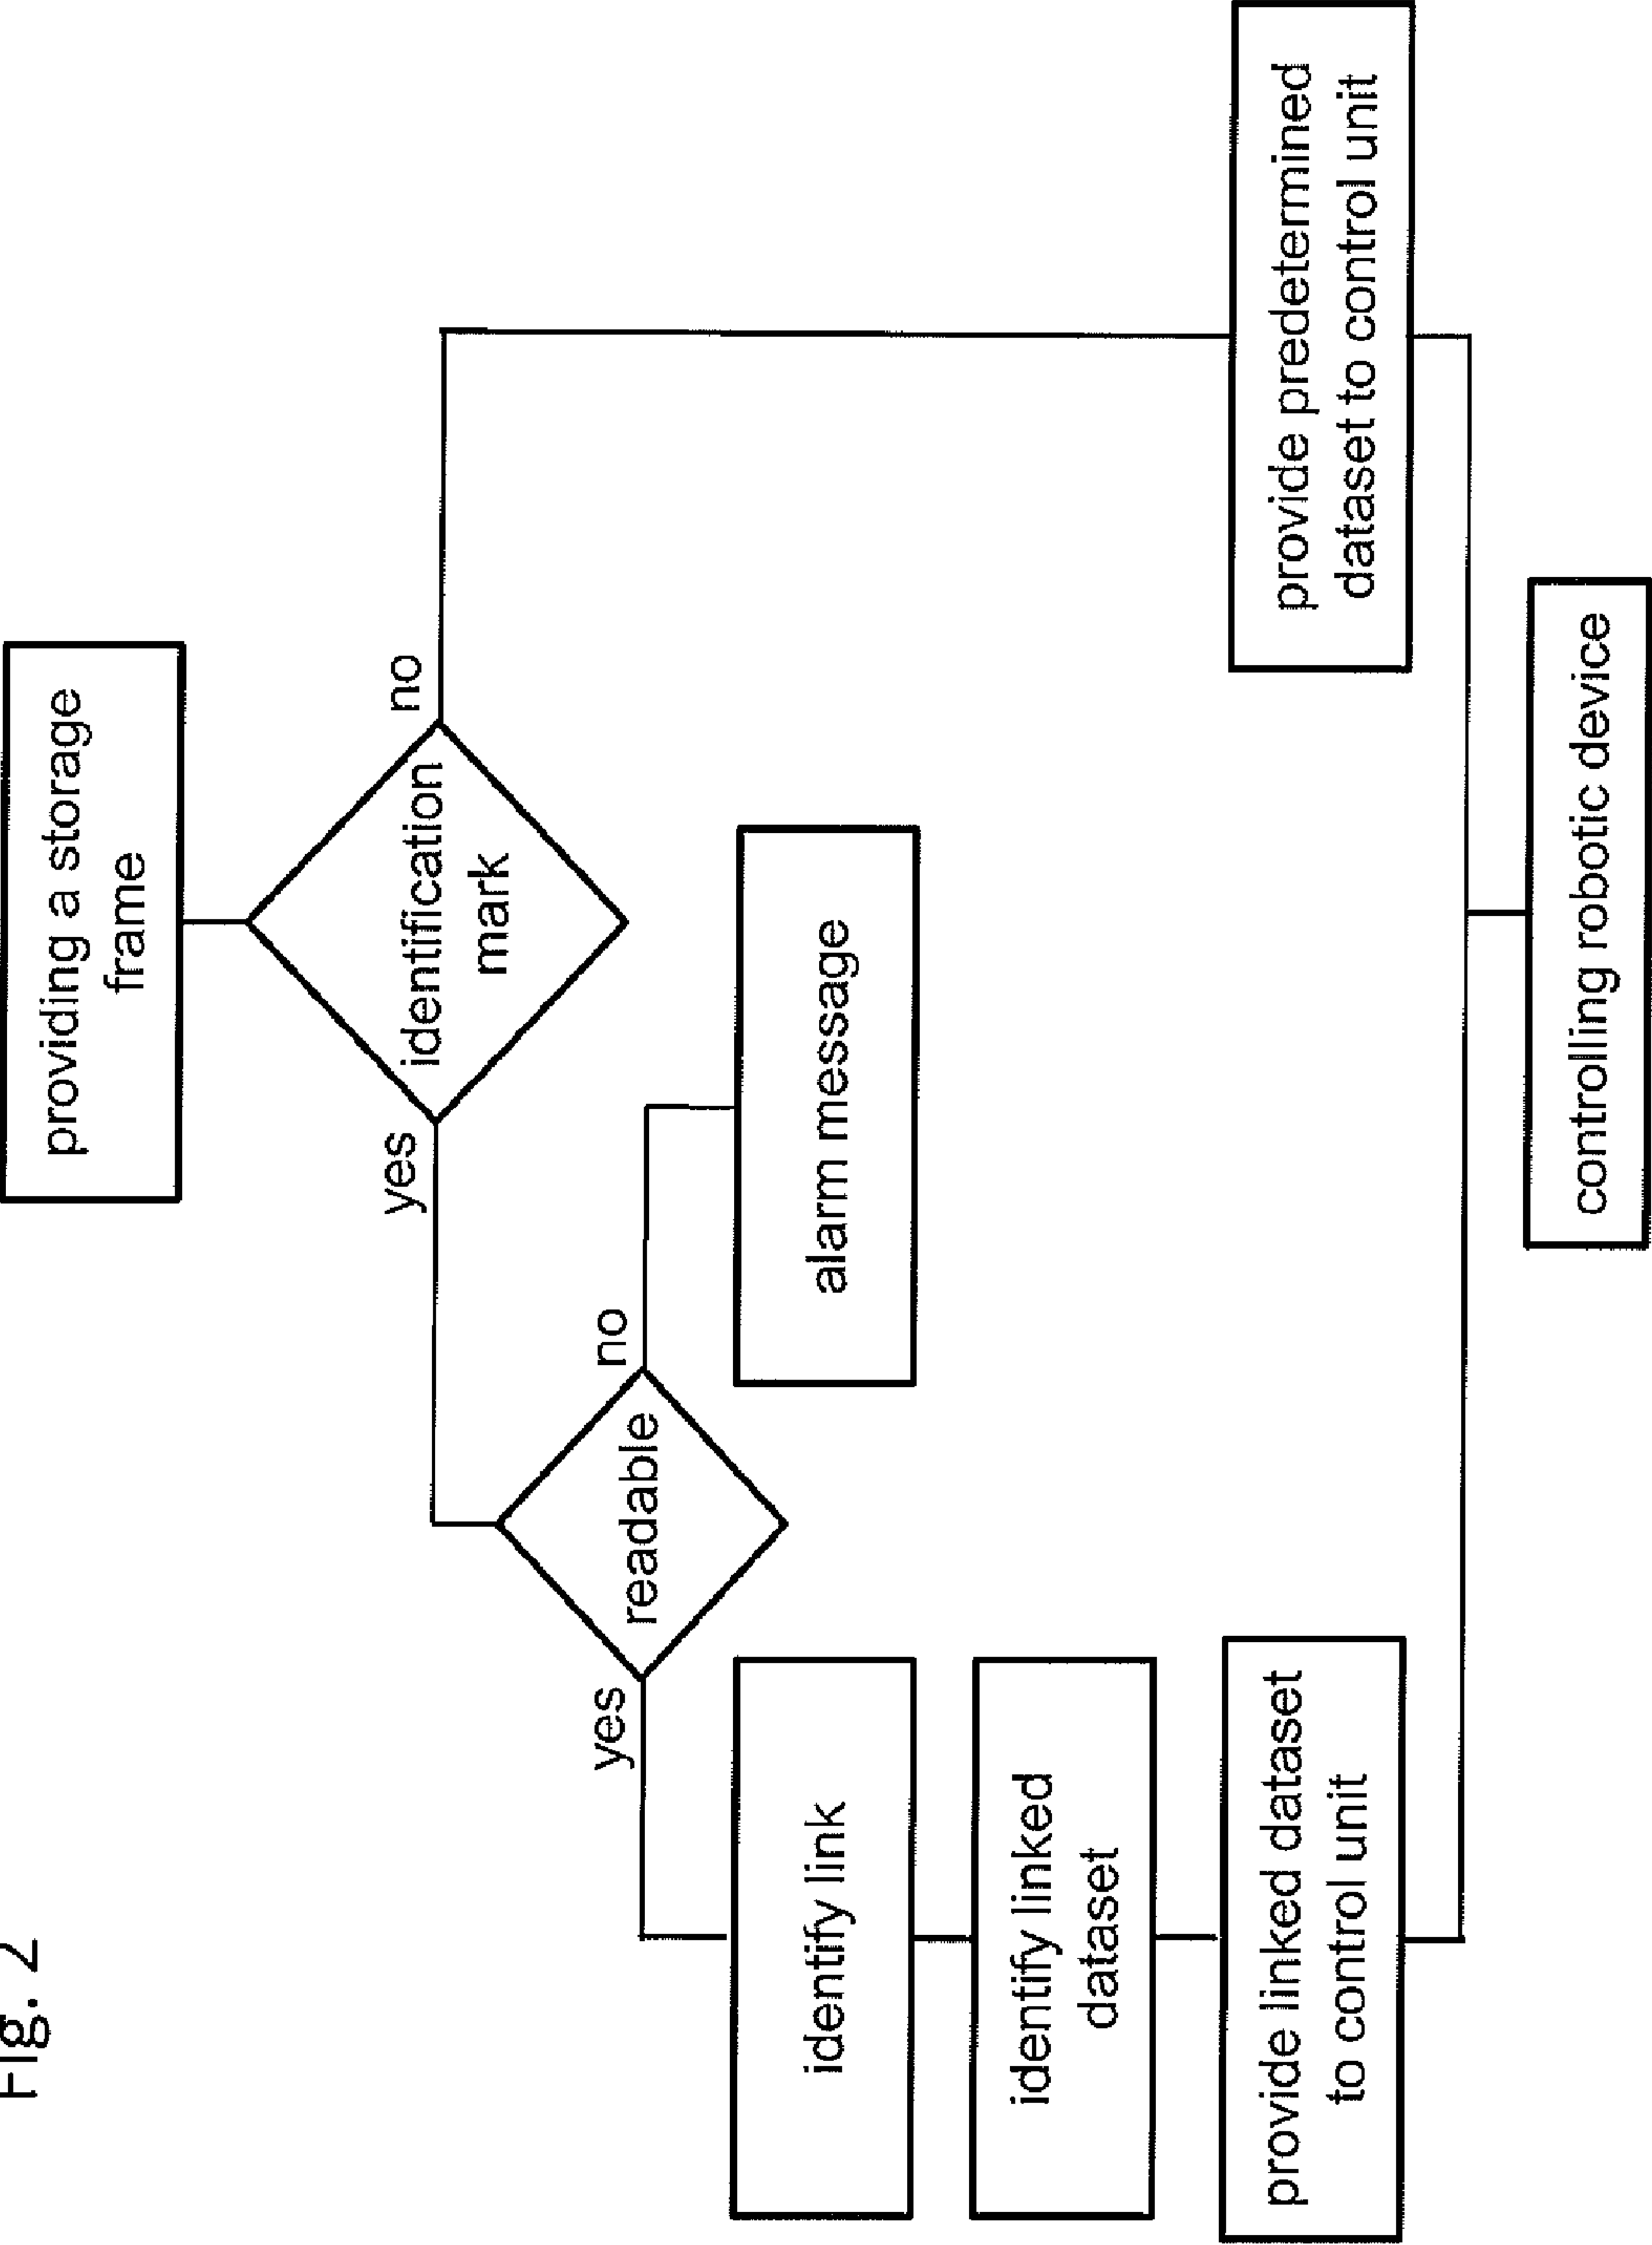 Fig. 2
providing a storage
frame
identification
mark
yes
no
readable
yes
no
identify link
alarm message
identify linked
dataset
provide linked dataset
to control unit
provide predetermined
dataset to control unit
controlling robotic device